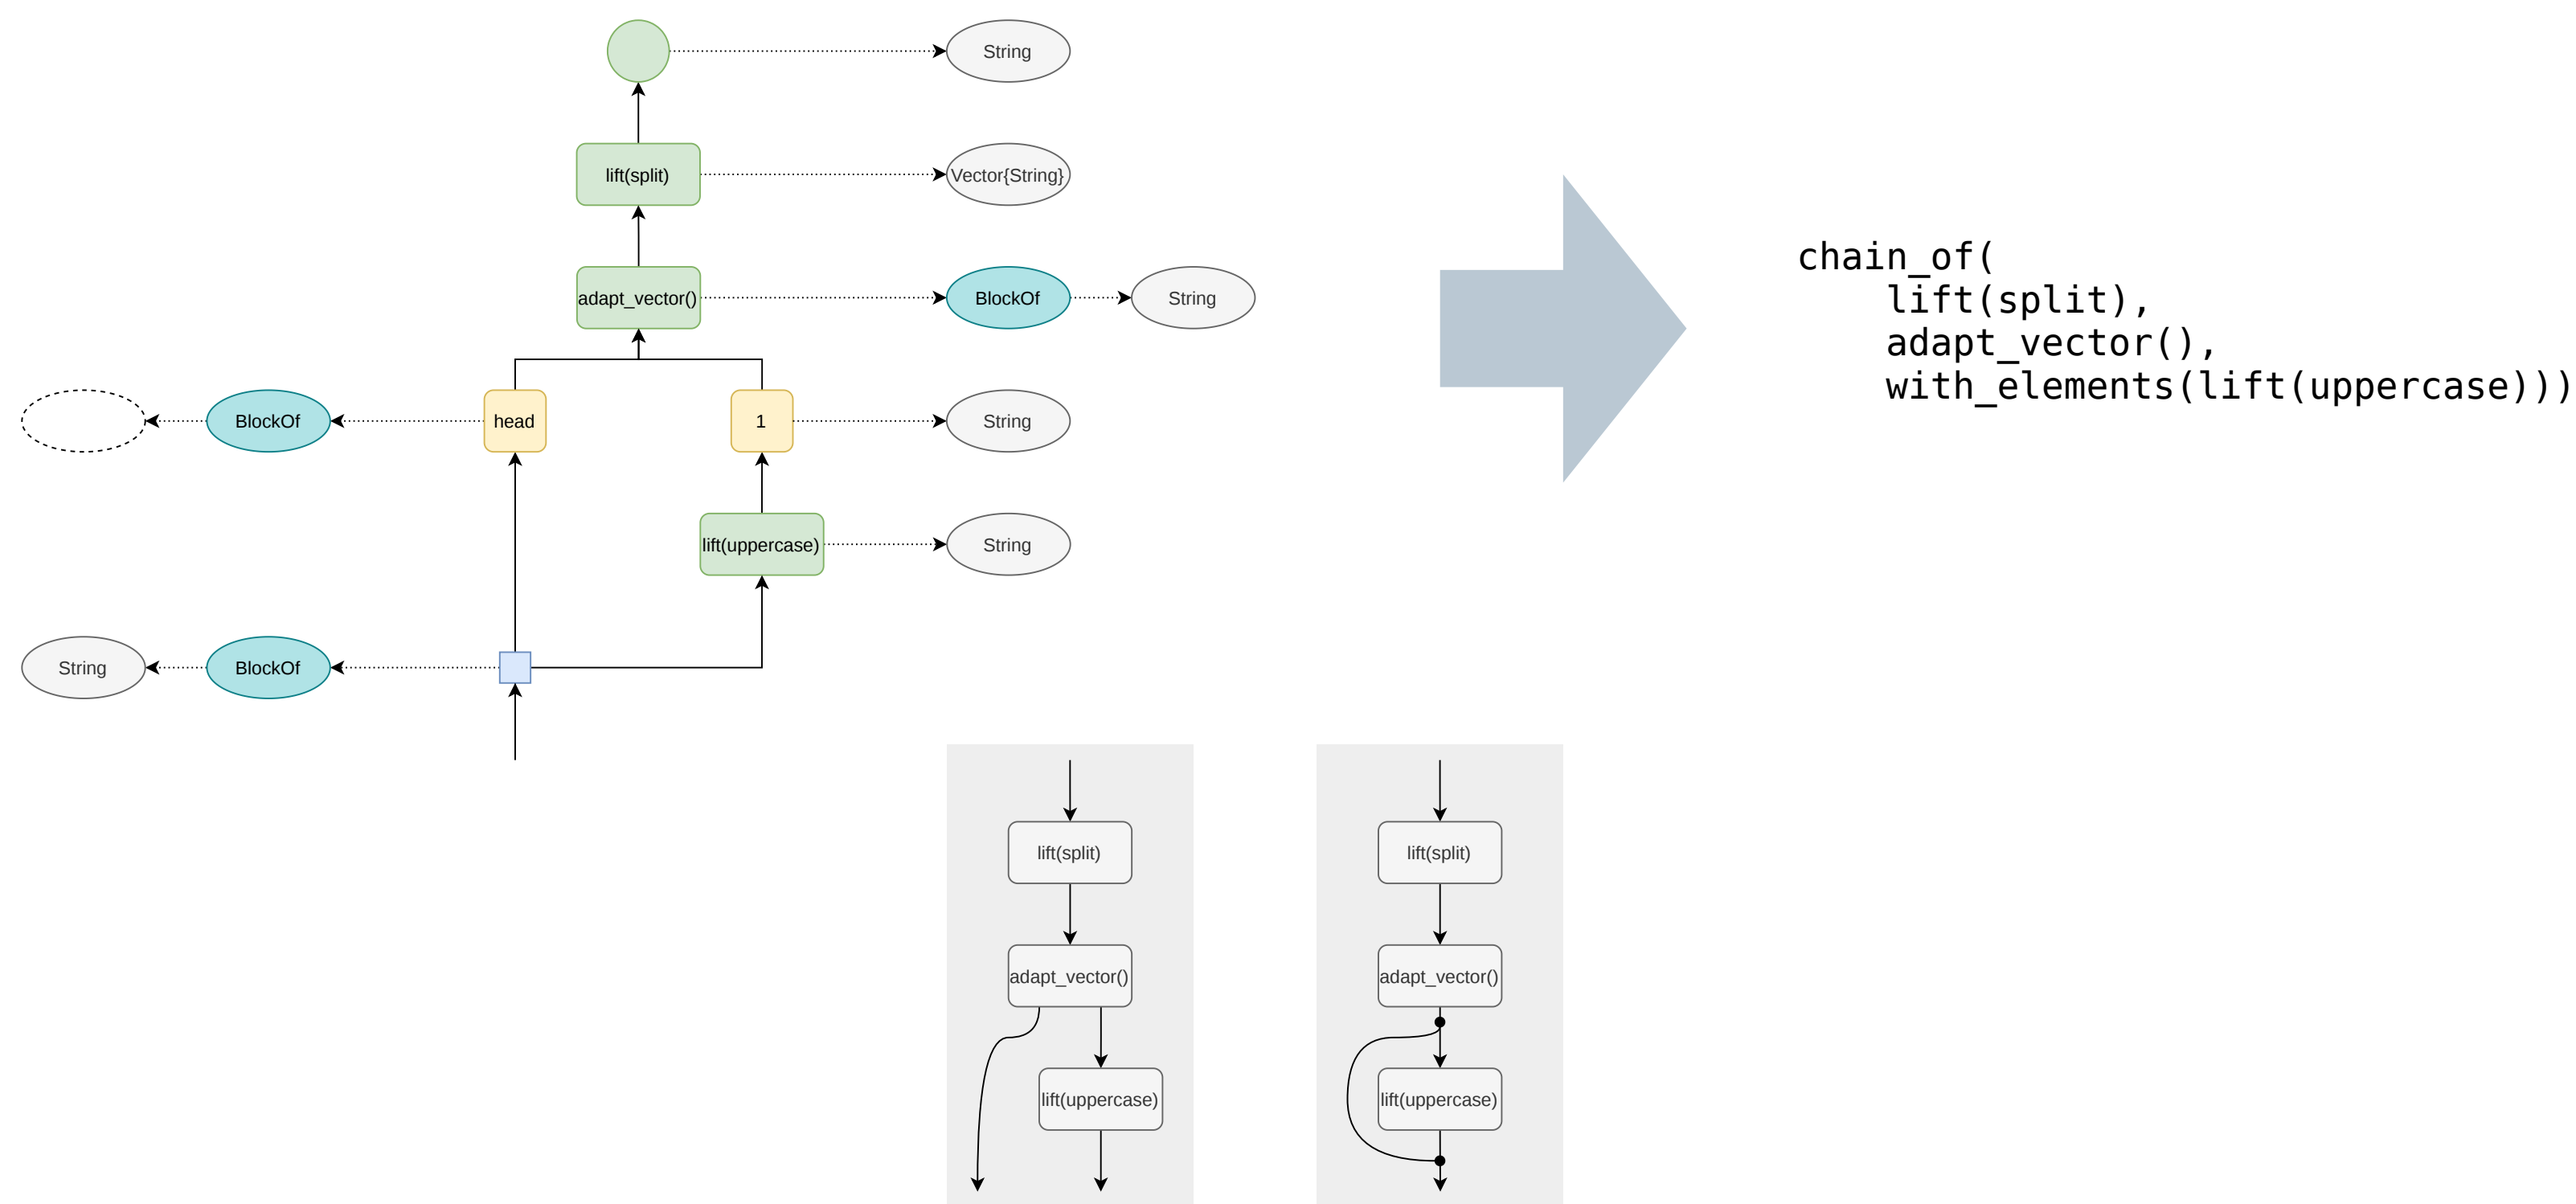 String
lift(split)
Vector{String}
adapt_vector()
BlockOf
String
BlockOf
head
1
String
lift(uppercase)
String
String
BlockOf
chain_of(
    lift(split),
    adapt_vector(),
    with_elements(lift(uppercase)))
lift(split)
adapt_vector()
lift(uppercase)
lift(split)
adapt_vector()
lift(uppercase)